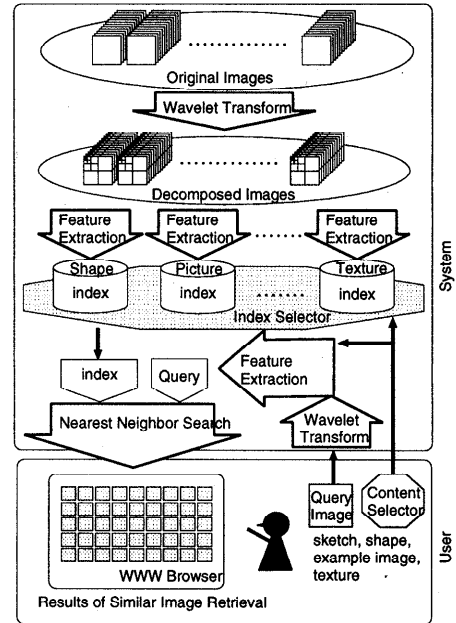 Original Images
Wavelet Transform
Decomposed Images
Feature
Extraction
Feature
Extraction
Feature
Extraction
Shape
index
Picture
index
Texture
index
Index Selector
System
index
Query
Feature
Extraction
Nearest Neighbor Search
Wavelet
Transform
WWW Browser
Query
Image
Content
Selector
sketch, shape,
example image,
texture
User
Results of Similar Image Retrieval